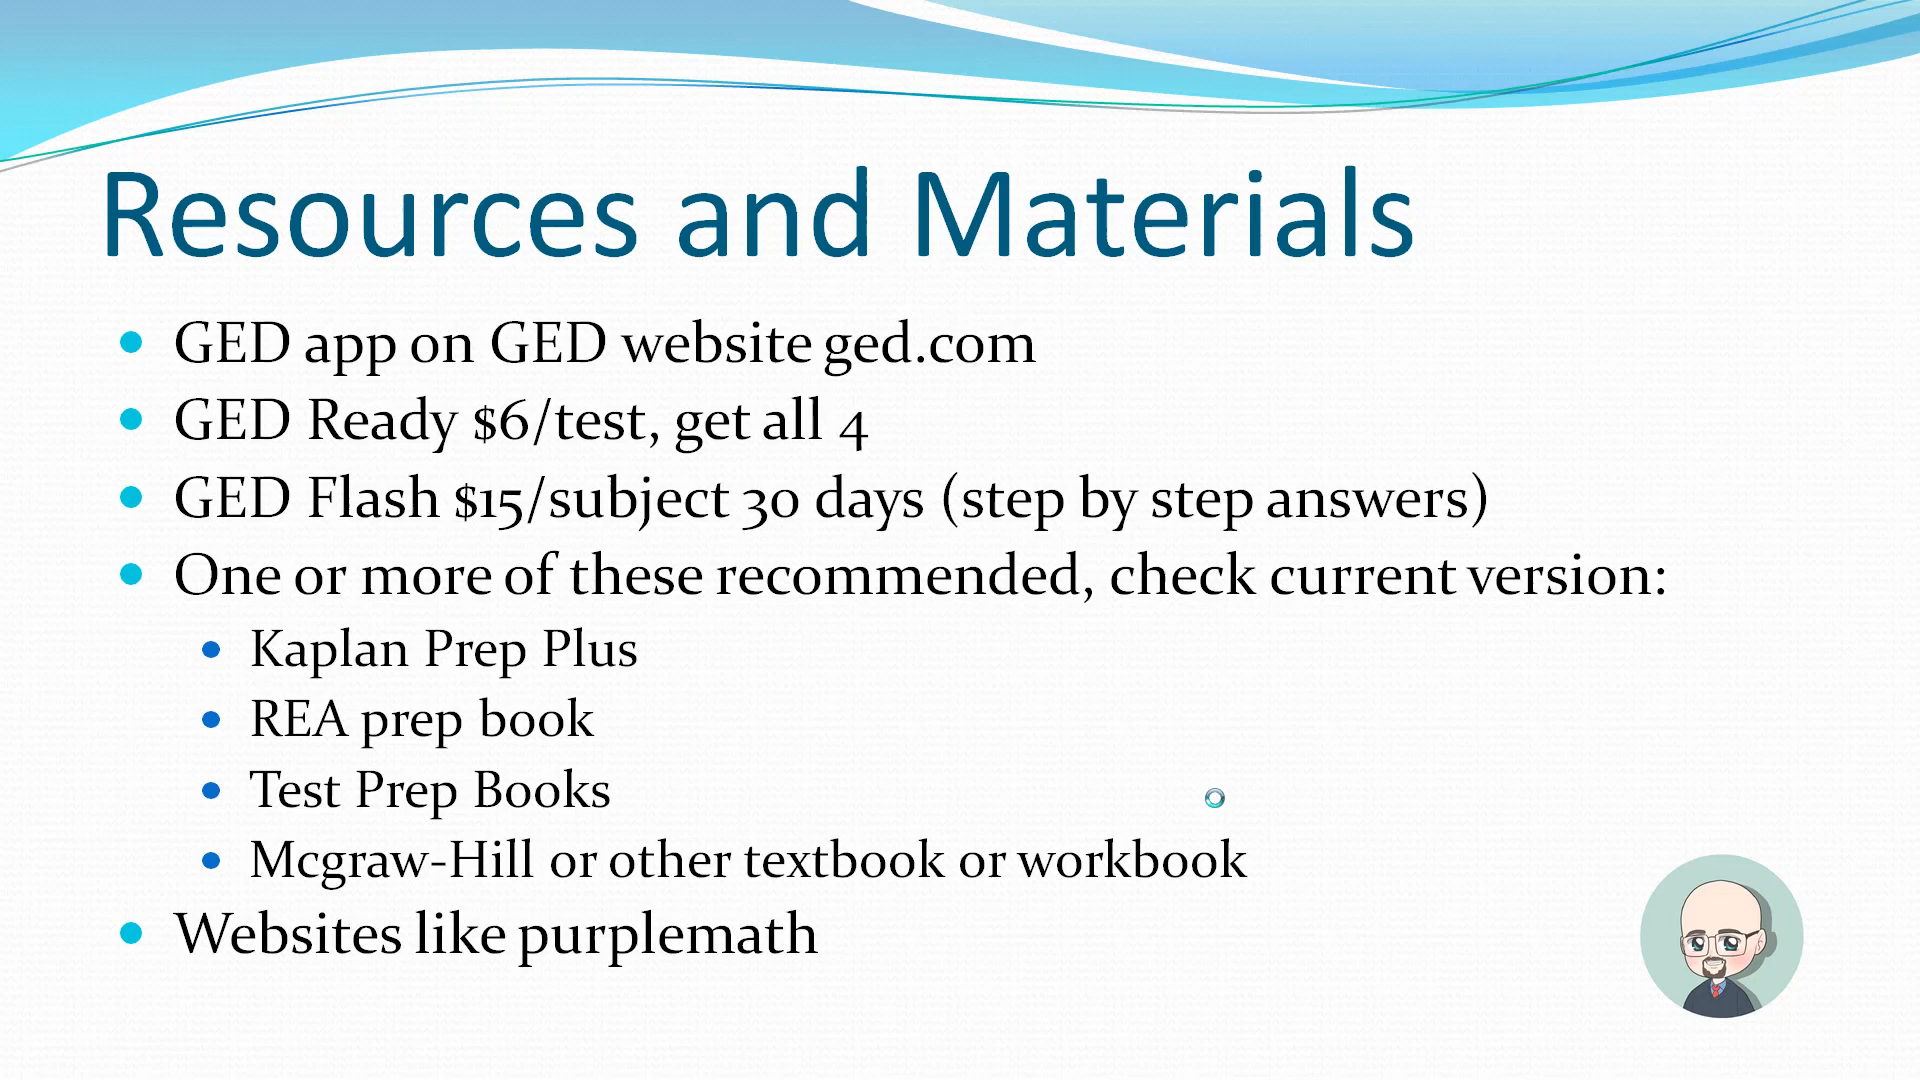 Resources and Materials
GED app on GED website ged.com
GED Ready $6/test, get all 4
GED Flash $15/subject 30 days (step by step answers)
One or more of these recommended, check current version:
Kaplan Prep Plus
REA prep book
Test Prep Books
Mcgraw-Hill or other textbook or workbook
Websites like purplemath